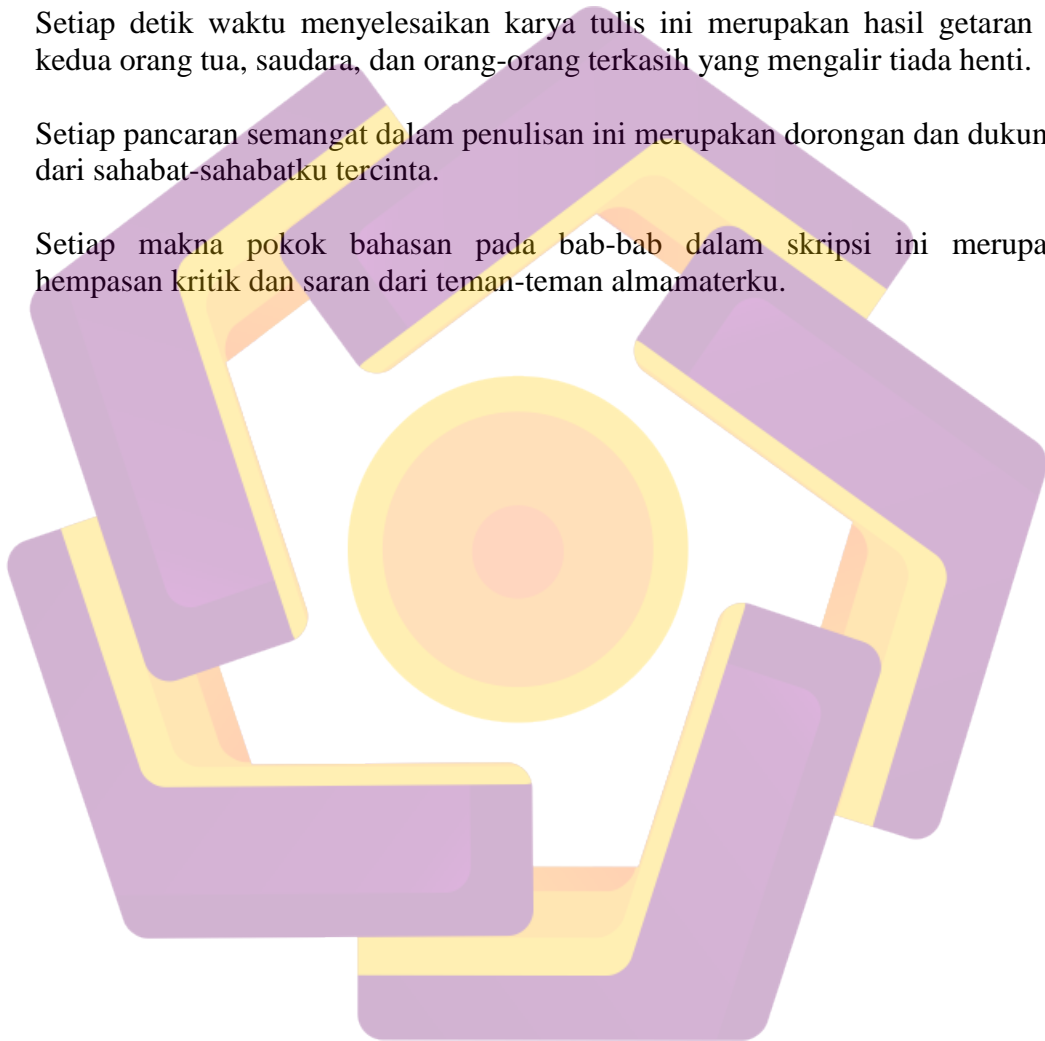 Setiap detik waktu menyelesaikan karya tulis ini merupakan hasil getaran
kedua orang tua, saudara, dan orang-orang terkasih yang mengalir tiada henti.
Setiap pancaran semangat dalam penulisan ini merupakan dorongan dan dukun
dari sahabat-sahabatku tercinta.
Setiap makna pokok bahasan pada bab-bab dalam skripsi ini merupa
hempasan kritik dan saran dari teman-teman almamaterku.